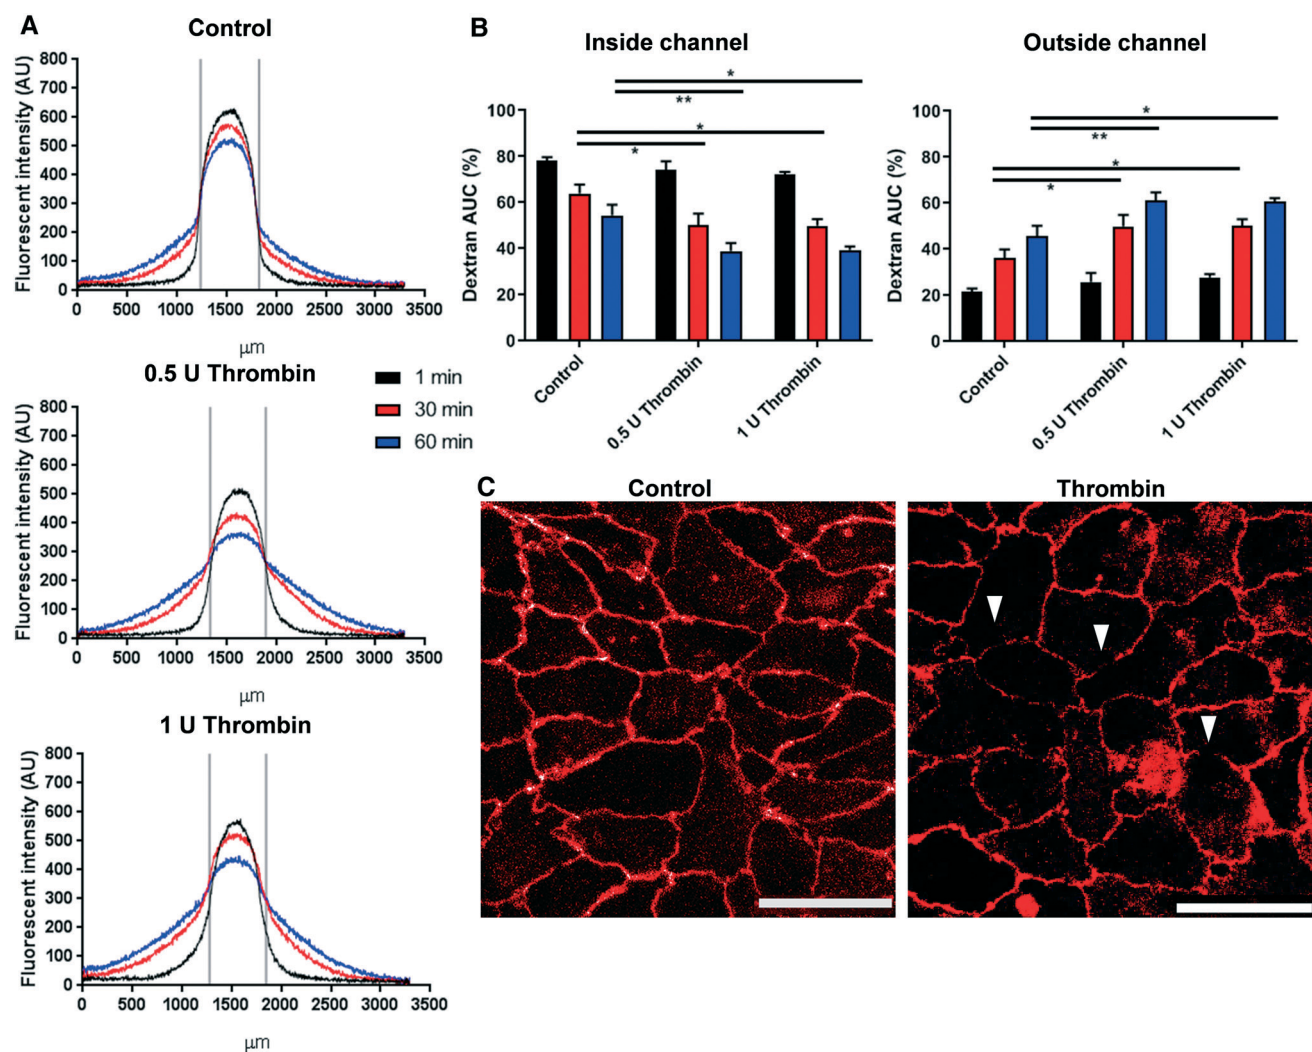 A
Control
Fluorescent intensity (AU)
800
700
600
500
400
300
200
100
0
0 500 1000 1500 2000 2500 3000 3500
μm
0.5 U Thrombin
Fluorescent intensity (AU)
800
700
600
500
400
300
200
100
0
0 500 1000 1500 2000 2500 3000 3500
μm
1 U Thrombin
Fluorescent intensity (AU)
800
700
600
500
400
300
200
100
0
0 500 1000 1500 2000 2500 3000 3500
μm
1 min
30 min
60 min
B
Inside channel
*
**
*
*
Dextran AUC (%)
100
80
60
40
20
0
Control
0.5 U Thrombin
1 U Thrombin
Outside channel
*
**
*
*
Dextran AUC (%)
100
80
60
40
20
0
Control
0.5 U Thrombin
1 U Thrombin
C
Control
Thrombin